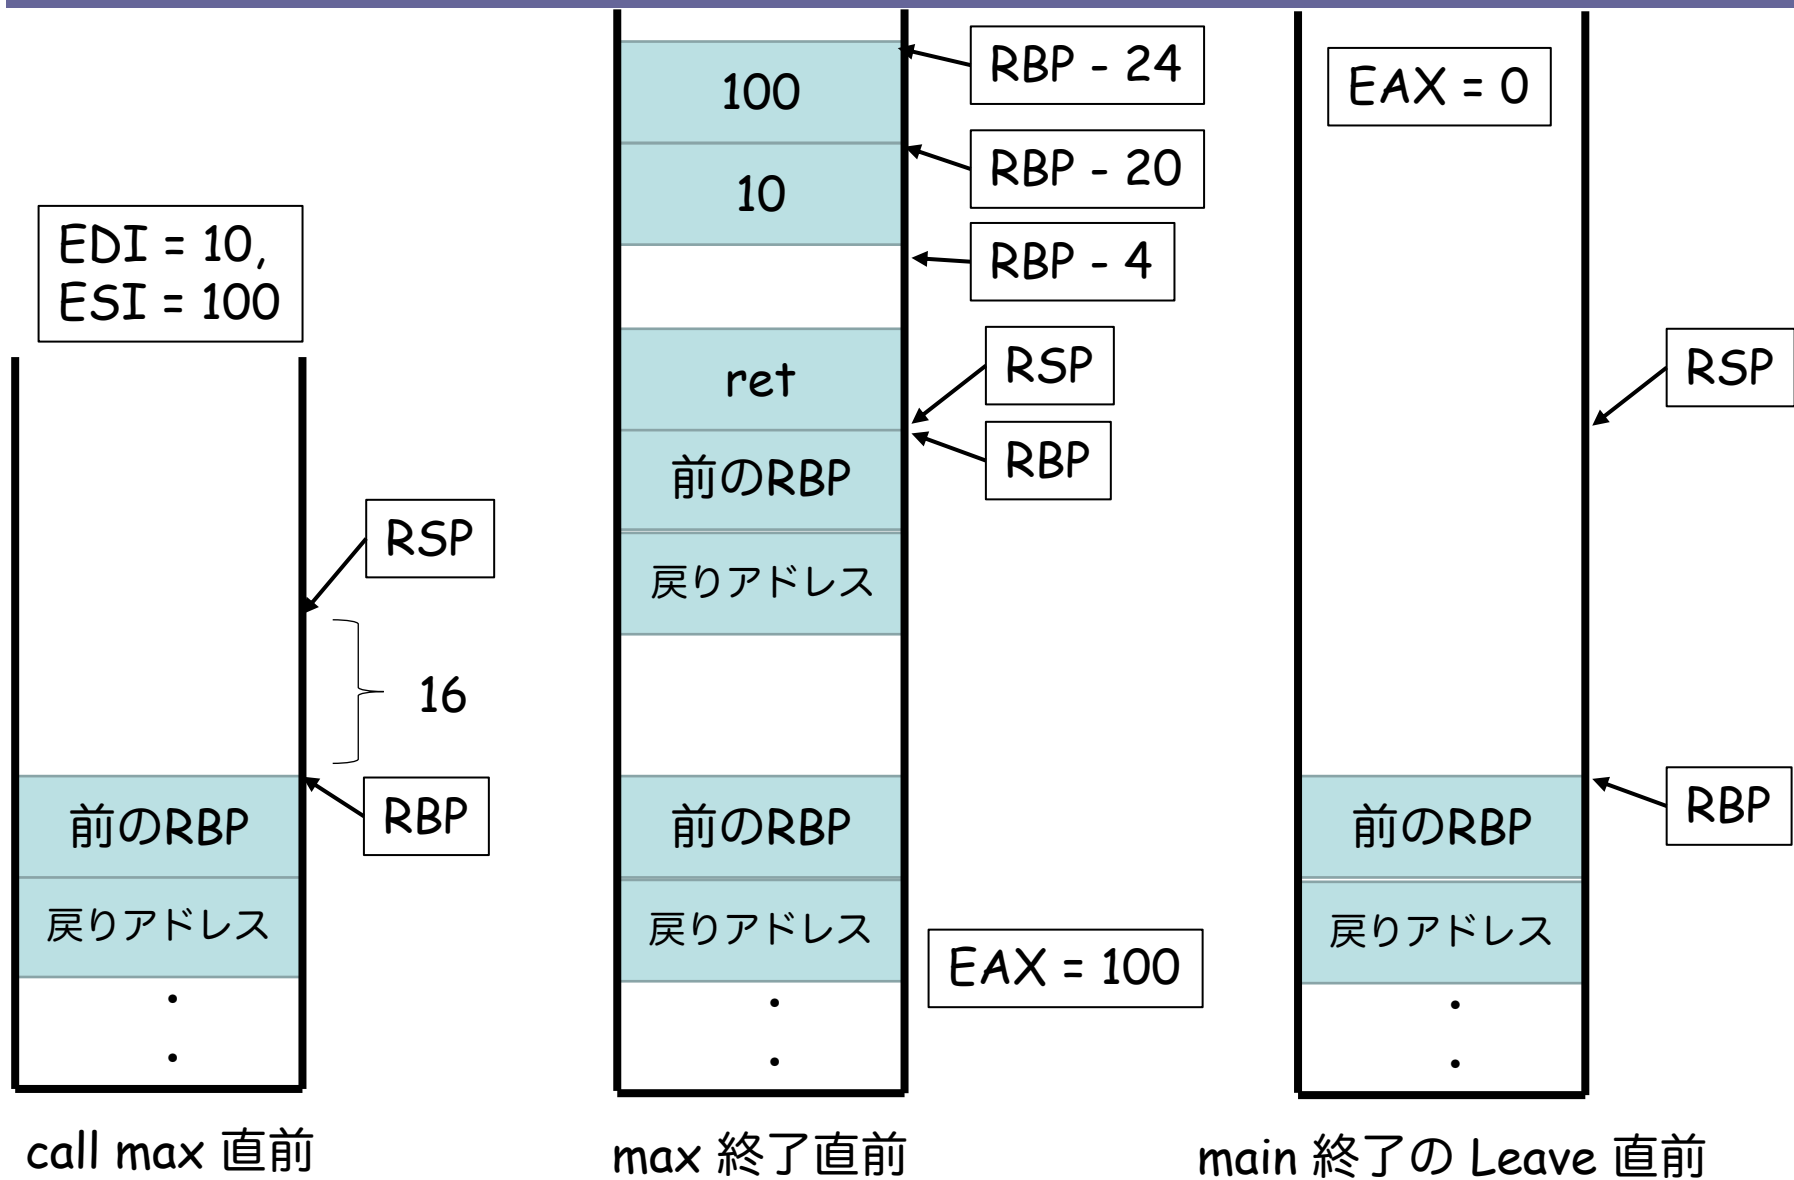 EDI = 10,
ESI = 100
RSP
16
RBP
前のRBP
戻りアドレス
・
・
call max 直前
100
10
ret
前のRBP
戻りアドレス
前のRBP
戻りアドレス
・
・
RBP - 24
RBP - 20
RBP - 4
RSP
RBP
EAX = 100
max 終了直前
EAX = 0
RSP
RBP
前のRBP
戻りアドレス
・
・
main 終了の Leave 直前